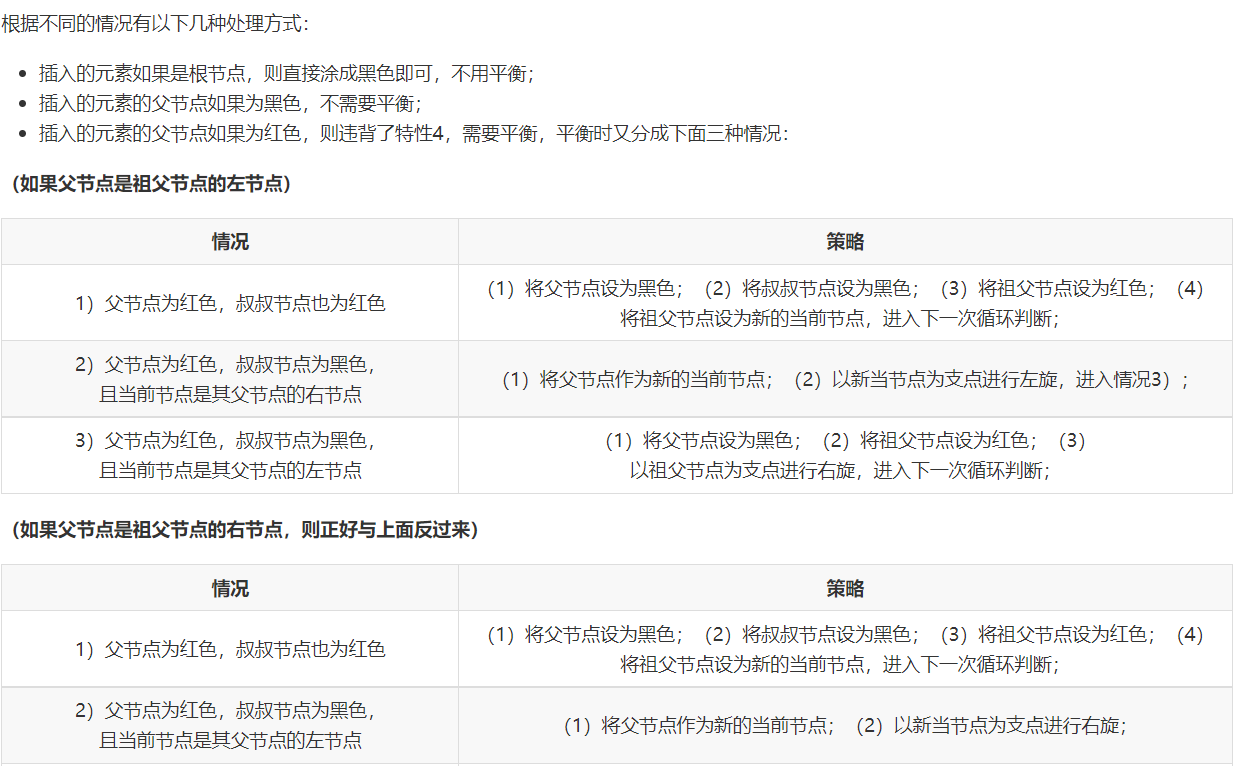 根据不同的情况有以下几种处理方式：
插入的元素如果是根节点，则直接涂成黑色即可，不用平衡；
插入的元素的父节点如果为黑色，不需要平衡；
插入的元素的父节点如果为红色，则违背了特性4，需要平衡，平衡时又分成下面三种情况：
（如果父节点是祖父节点的左节点）
情况 策略
1）父节点为红色，叔叔节点也为红色
（1）将父节点设为黑色；（2）将叔叔节点设为黑色；（3）将祖父节点设为红色；（4）
将祖父节点设为新的当前节点，进入下一次循环判断；
2）父节点为红色，叔叔节点为黑色，
且当前节点是其父节点的右节点
（1）将父节点作为新的当前节点；（2）以新当节点为支点进行左旋，进入情况3）；
3）父节点为红色，叔叔节点为黑色，
且当前节点是其父节点的左节点
（1）将父节点设为黑色；（2）将祖父节点设为红色；（3）
以祖父节点为支点进行右旋，进入下一次循环判断；
（如果父节点是祖父节点的右节点，则正好与上面反过来）
情况 策略
1）父节点为红色，叔叔节点也为红色
（1）将父节点设为黑色；（2）将叔叔节点设为黑色；（3）将祖父节点设为红色；（4）
将祖父节点设为新的当前节点，进入下一次循环判断；
2）父节点为红色，叔叔节点为黑色，
且当前节点是其父节点的左节点
（1）将父节点作为新的当前节点；（2）以新当节点为支点进行右旋；